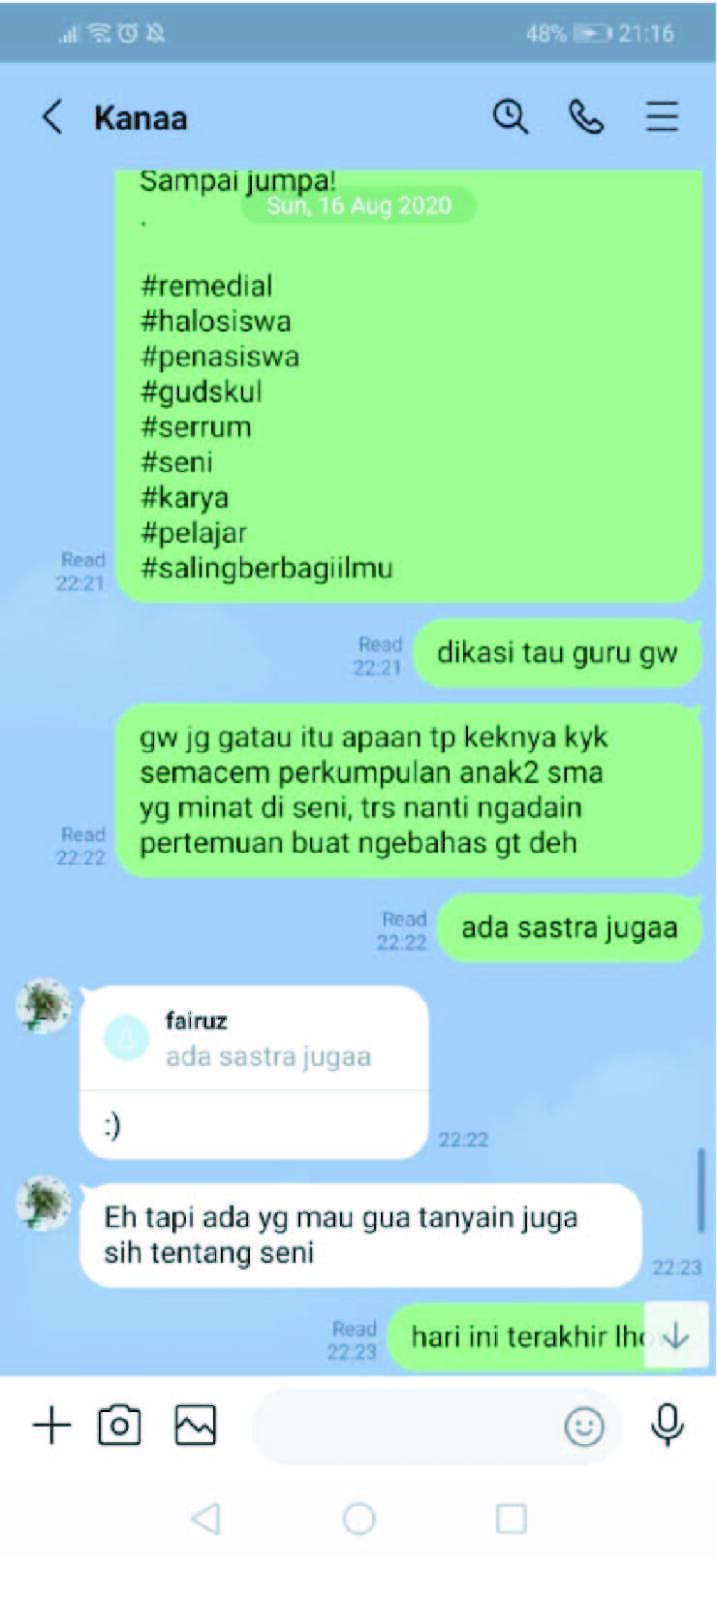 48% 21:16
Kanaa
Sampai jumpa!
Sun, 16 Aug 2020
.
#remedial
#halosiswa
#penasiswa
#gudskul
#serrum
#seni
#karya
#pelajar
#salingberbagiilmu
Read
22:21
dikasi tau guru gw
Read
22:21
gw jg gatau itu apaan tp keknya kyk
semacem perkumpulan anak2 sma
yg minat di seni, trs nanti ngadain
pertemuan buat ngebahas gt deh
Read
22:22
ada sastra jugaa
Read
22:22
fairuz
ada sastra jugaa
:)
22:22
Eh tapi ada yg mau gua tanyain juga
sih tentang seni
22:23
hari ini terakhir lho
Read
22:23